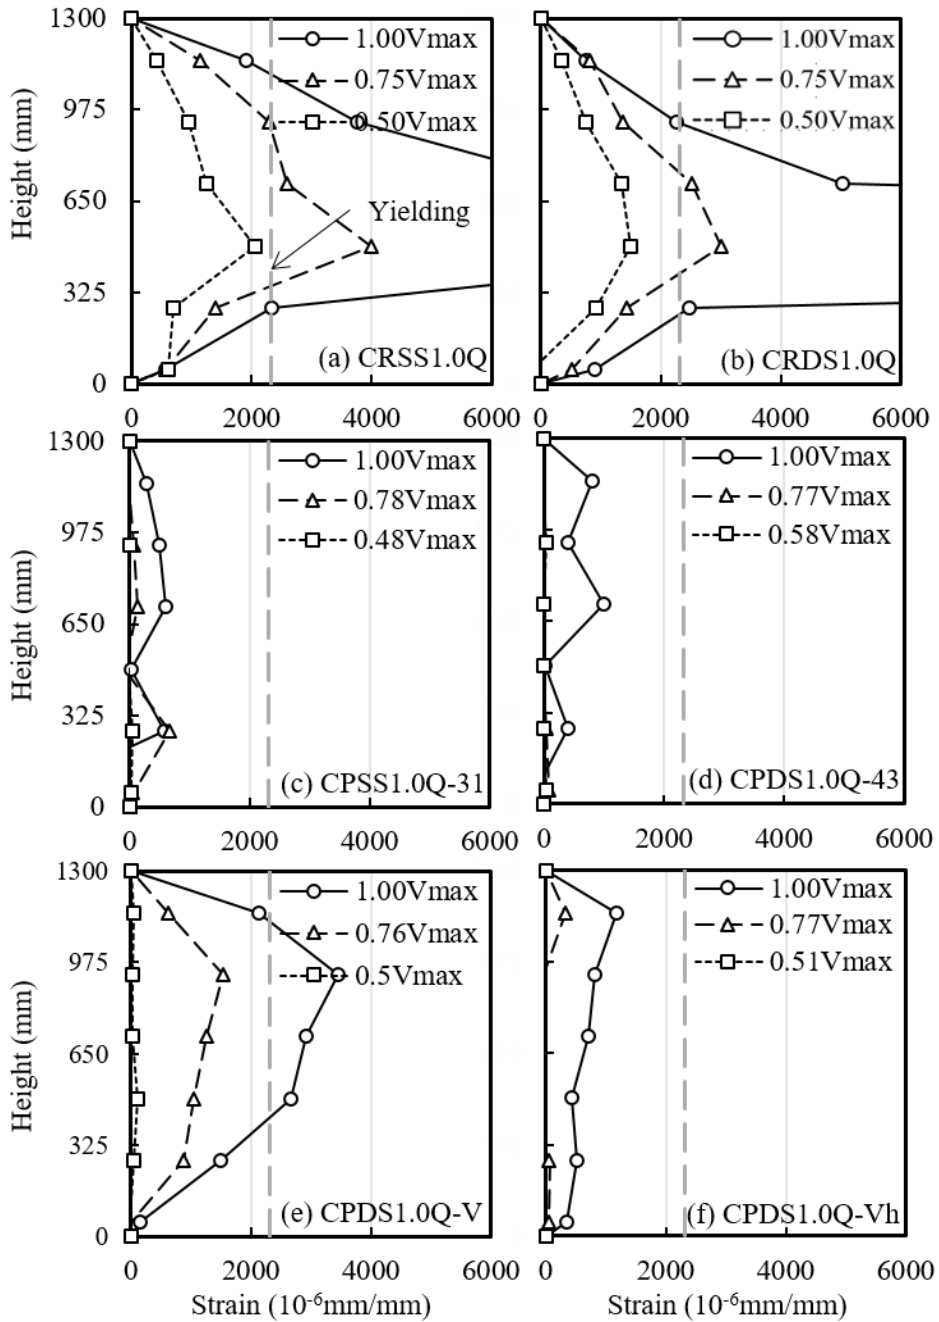 1300
975
650
325
0
Height (mm)
1.00Vmax
0.75Vmax
0.50Vmax
Yielding
(a) CRSS1.0Q
0 2000 4000 6000
1.00Vmax
0.75Vmax
0.50Vmax
(b) CRDS1.0Q
0 2000 4000 6000
1300
975
650
325
0
Height (mm)
1.00Vmax
0.78Vmax
0.48Vmax
(c) CPSS1.0Q-31
0 2000 4000 6000
1.00Vmax
0.77Vmax
0.58Vmax
(d) CPDS1.0Q-43
0 2000 4000 6000
1300
975
650
325
0
Height (mm)
1.00Vmax
0.76Vmax
0.5Vmax
(e) CPDS1.0Q-V
0 2000 4000 6000
Strain (10⁻⁶mm/mm)
1.00Vmax
0.77Vmax
0.51Vmax
(f) CPDS1.0Q-Vh
0 2000 4000 6000
Strain (10⁻⁶mm/mm)